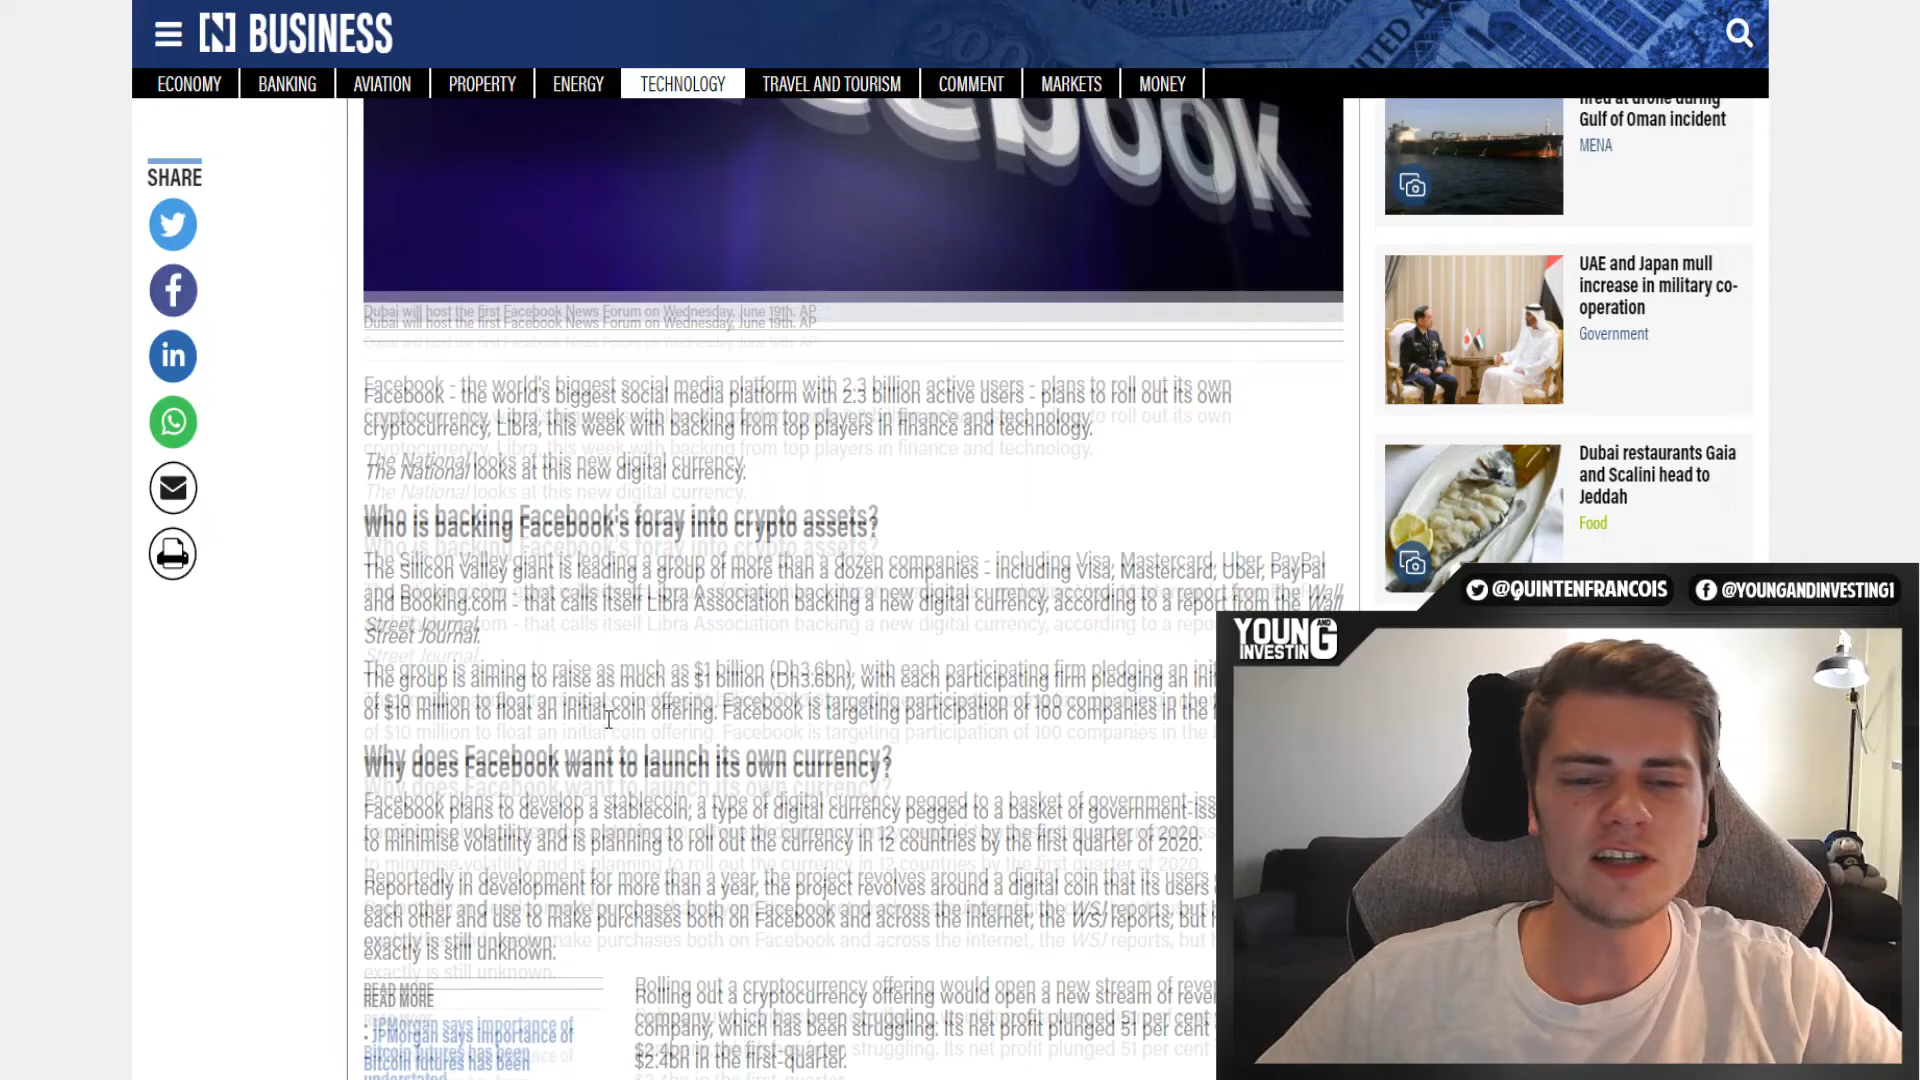 N BUSINESS
ECONOMY
BANKING
AVIATION
PROPERTY
ENERGY
TECHNOLOGY
TRAVEL AND TOURISM
COMMENT
MARKETS
MONEY
SHARE
Dubai will host the first Facebook News Forum on Wednesday, June 19th. AP
Facebook - the world's biggest social media platform with 2.3 billion active users - plans to roll out its own
cryptocurrency, Libra, this week with backing from top players in finance and technology.
The National looks at this new digital currency.
Who is backing Facebook's foray into crypto assets?
The Silicon Valley giant is leading a group of more than a dozen companies - including Visa, Mastercard, Uber, PayPal
and Booking.com - that calls itself Libra Association backing a new digital currency, according to a report from the Wall
Street Journal.
The group is aiming to raise as much as $1 billion (Dh3.6bn), with each participating firm pledging an
of $10 million to float an initial coin offering. Facebook is targeting participation of 100 companies in the
Why does Facebook want to launch its own currency?
Facebook plans to develop a stablecoin, a type of digital currency pegged to a basket of
to minimise volatility and is planning to roll out the currency in 12 countries by the first quarter of 2020.
Reportedly in development for more than a year, the project revolves around a digital coin that its users
each other and use to make purchases both on Facebook and across the internet, the WSJ reports, but
exactly is still unknown.
READ MORE
- JPMorgan says importance of
Bitcoin futures has been
understated
Rolling out a cryptocurrency offering would open a new stream of
company, which has been struggling. Its net profit plunged 51 per cent
$2.4bn in the first-quarter.
fired at drone during
Gulf of Oman incident
MENA
UAE and Japan mull
increase in military co-
operation
Government
Dubai restaurants Gaia
and Scalini head to
Jeddah
Food
@QUINTENFRANCOIS
@YOUNGANDINVESTING1
YOUNG AND
INVESTING